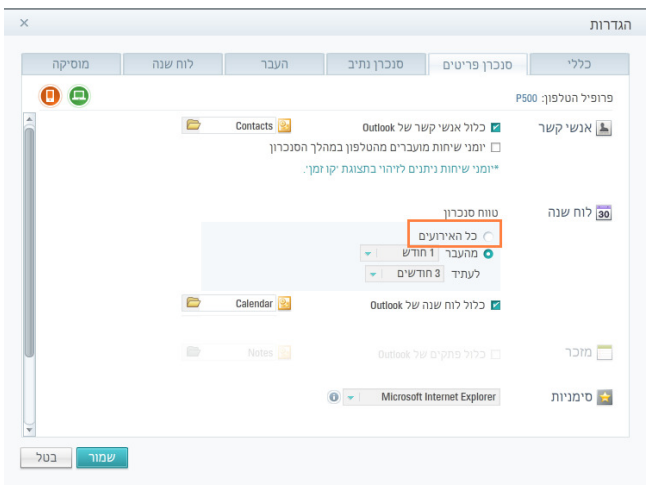 הגדרות
כללי
סנכרן פריטים
סנכרן נתיב
העבר
לוח שנה
מוסיקה
פרופיל הטלפון: P500
אנשי קשר
כלול אנשי קשר של Outlook
Contacts
יומני שיחות מועברים מהטלפון במהלך הסנכרון
*יומני שיחות ניתנים לזיהוי בתצוגת 'קו זמן'.
לוח שנה
טווח סנכרון
כל האירועים
מהעבר 1 חודש
לעתיד 3 חודשים
כלול לוח שנה של Outlook
Calendar
מזכר
כלול פתקים של Outlook
Notes
סימניות
Microsoft Internet Explorer
שמור
בטל